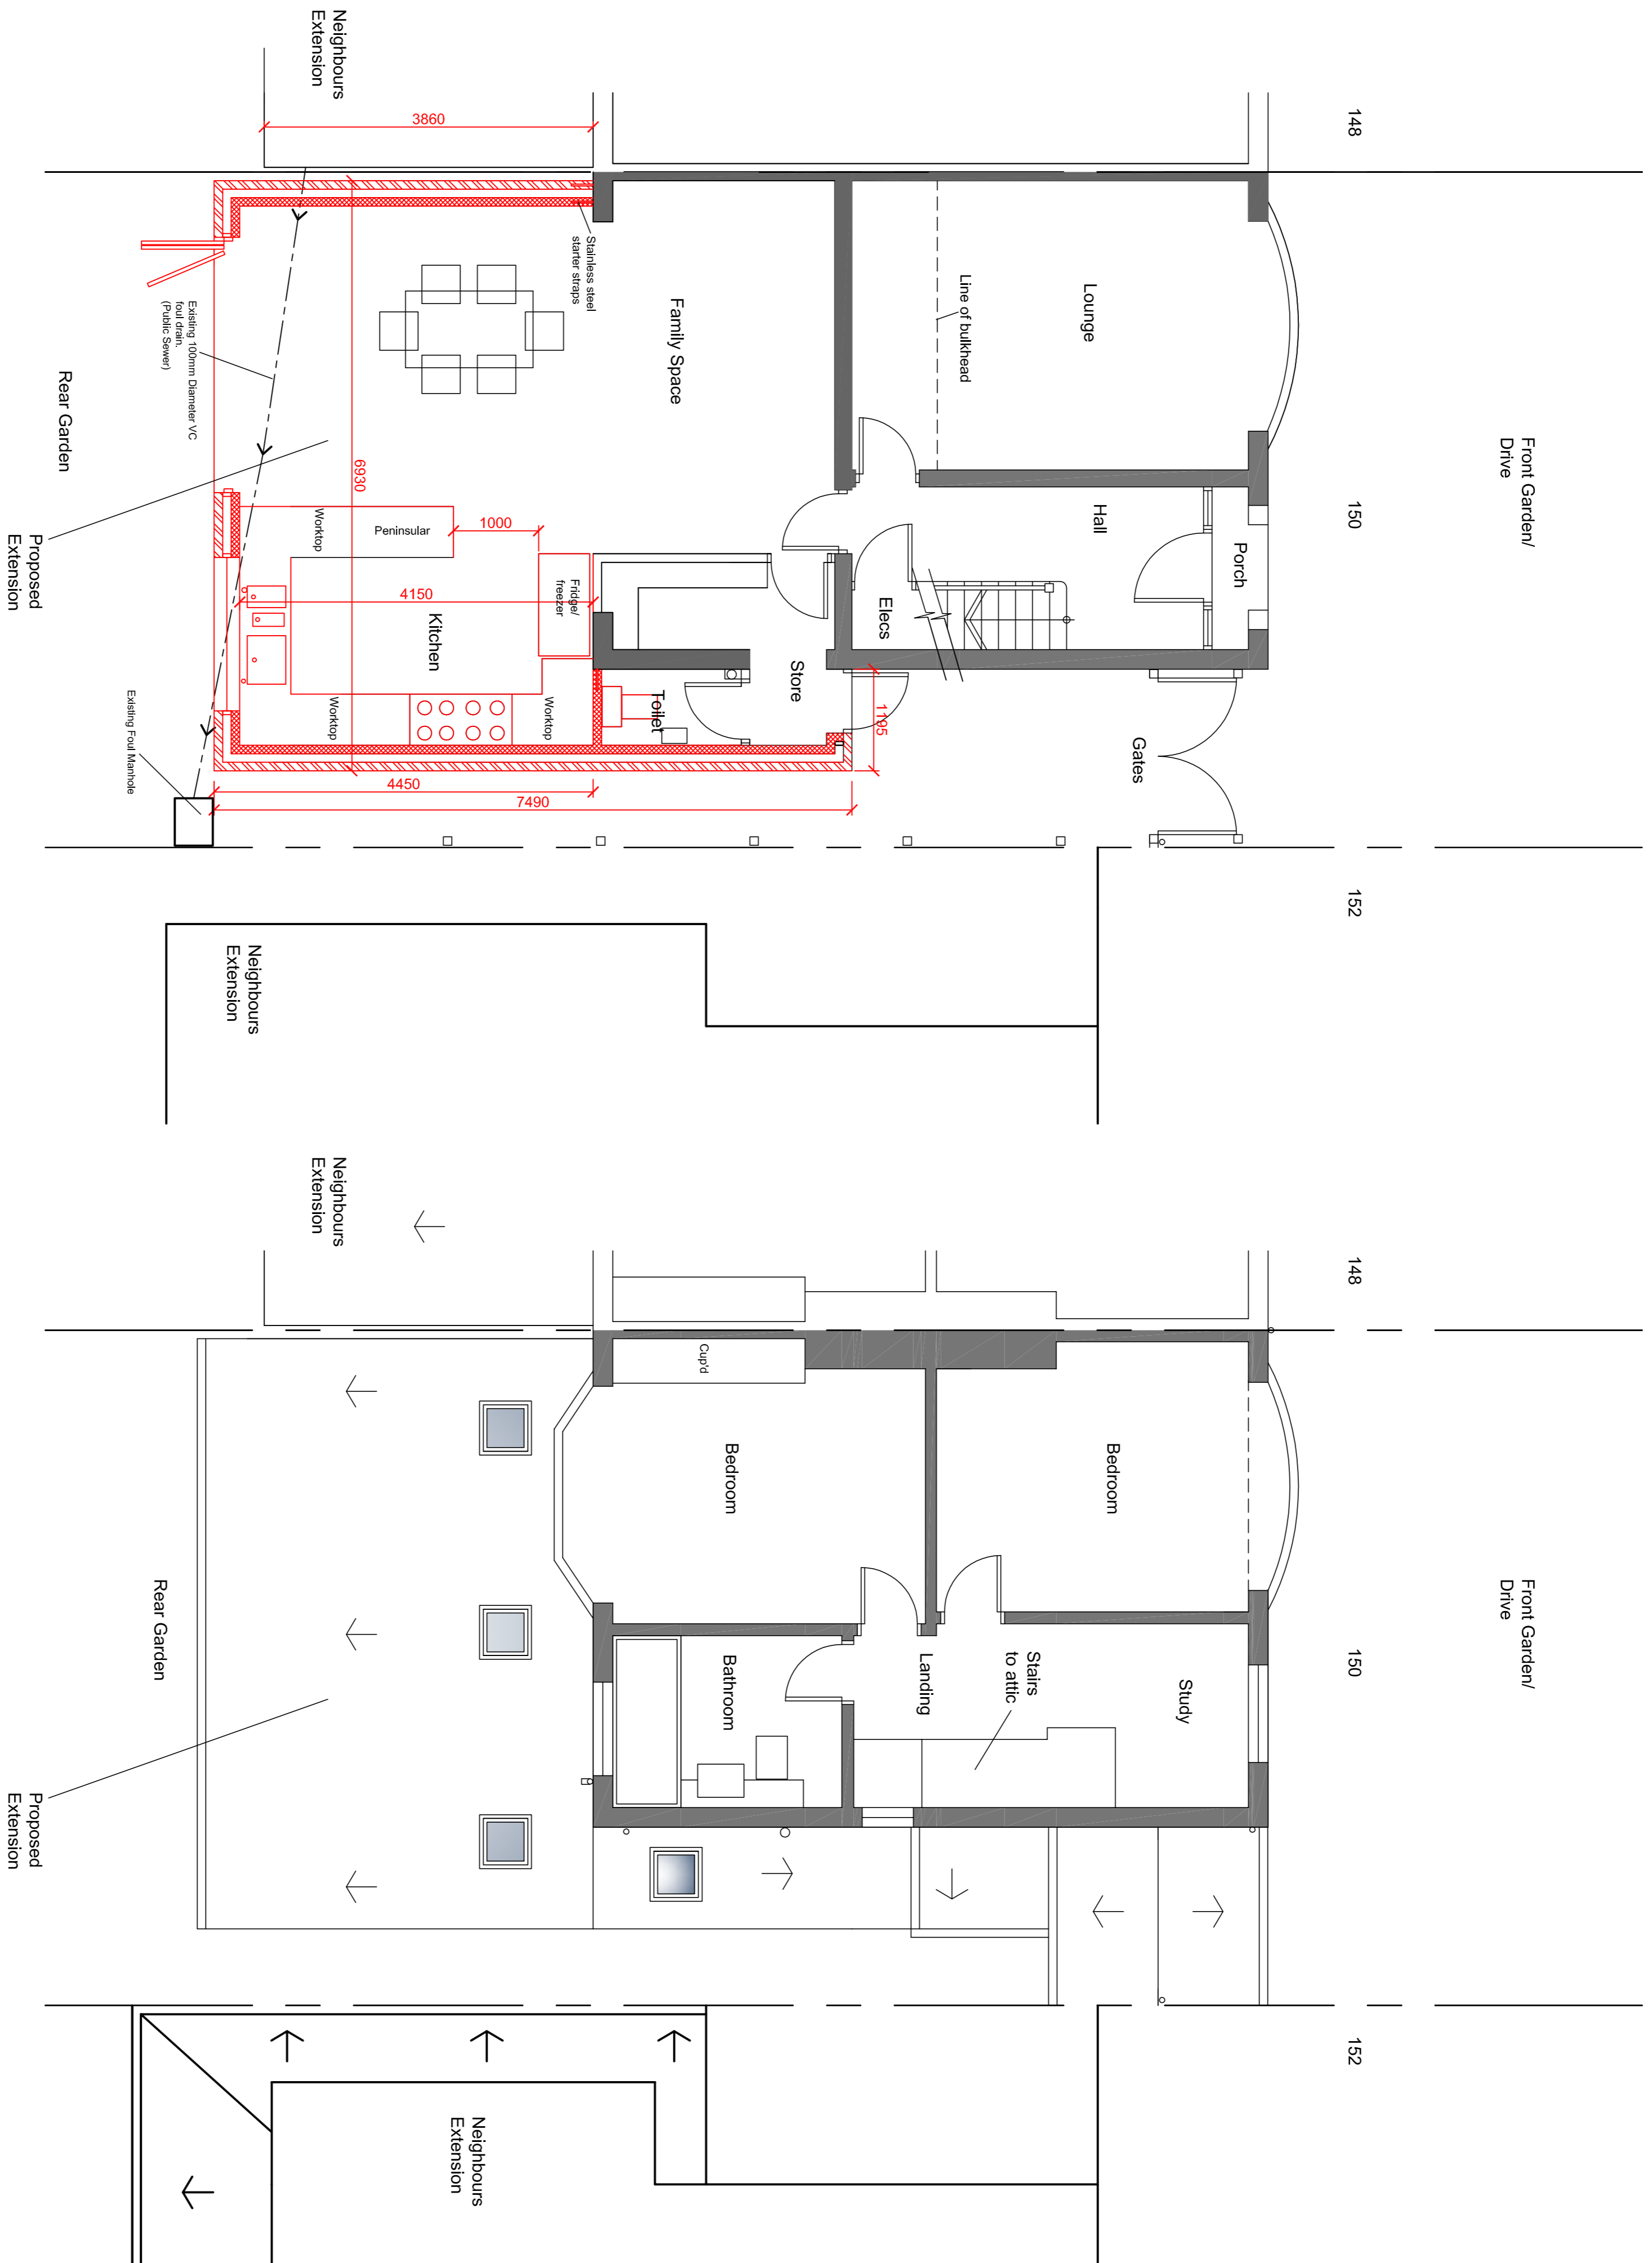 Front Garden/
Drive
148
150
152
Porch
Gates
Hall
Lounge
Line of bulkhead
Elecs
Store
1195
Family Space
Toilet
Stainless steel
starter straps
Fridge/
freezer
1000
Worktop
Kitchen
3860
Neighbours
Extension
Peninsular
4150
6930
Worktop
Worktop
4450
7490
Existing 100mm Diameter VC
foul drain.
(Public Sewer)
Existing Foul Manhole
Neighbours
Extension
Rear Garden
Proposed
Extension
Front Garden/
Drive
148
150
152
Study
Bedroom
Stairs
to attic
Landing
Bedroom
Cup'd
Bathroom
Neighbours
Extension
Neighbours
Extension
Rear Garden
Proposed
Extension